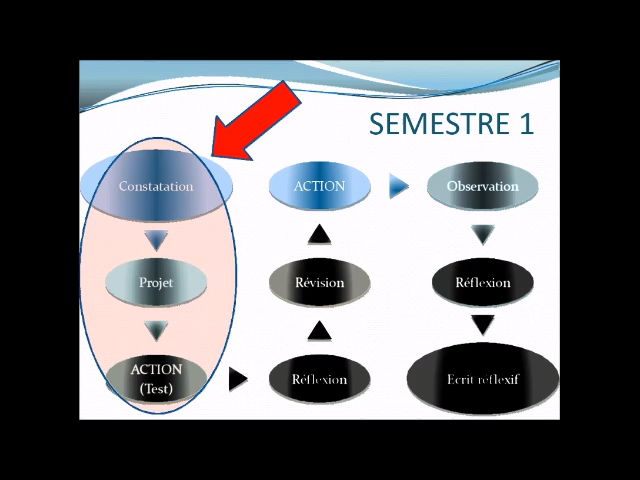 SEMESTRE 1
Constatation
Projet
ACTION
(Test)
Réflexion
Révision
ACTION
Observation
Réflexion
Ecrit reflexif